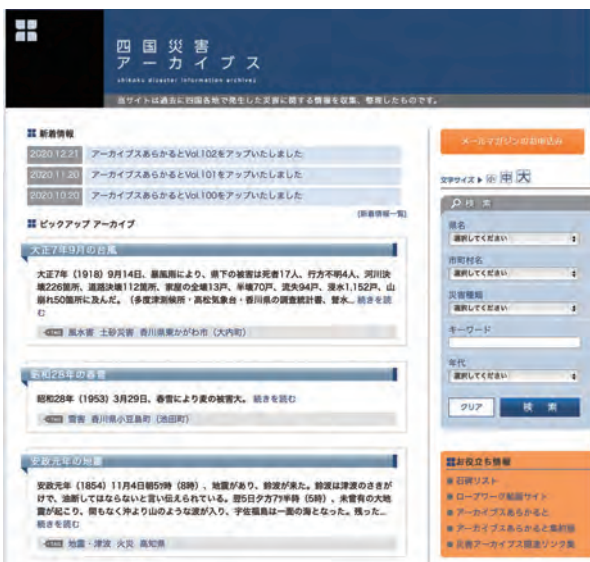 四国災害
アーカイブス
shikoku disaster information archives
当サイトは過去に四国各地で発生した災害に関する情報を収集、整理したものです。
新着情報
2020.12.21 アーカイブスあらかるとVol.102をアップいたしました
2020.11.20 アーカイブスあらかるとVol.101をアップいたしました
2020.10.20 アーカイブスあらかるとVol.100をアップいたしました
[新着情報一覧]
ピックアップ アーカイブ
大正7年9月の台風
大正7年（1918）9月14日、暴風雨により、県下の被害は死者17人、行方不明4人、河川決
壊226箇所、道路決壊112箇所、家屋の全壊13戸、半壊70戸、流失94戸、浸水1,152戸、山
崩れ50箇所に及んだ。（多度津測候所・高松気象台・香川県の調査統計書、暂水... 続きを読
む
風水害 土砂災害 香川県東かがわ市（大内町）
昭和28年の春雪
昭和28年（1953）3月29日、春雪により麦の被害大。 続きを読む
雪害 香川県小豆島町（池田町）
安政元年の地震
安政元年（1854）11月4日朝5ﾂ時（8時）、地震があり、鈴波が来た。鈴波は津波のさきが
けで、油断してはならないと言い伝えられている。翌5日夕方7ﾂ半時（5時）、未曾有の大地
震が起こり、間もなく沖より山のような波が入り、宇佐福島は一面の海となった。残った...
続きを読む
地震・津波 火災 高知県
メールマガジンのお申込み
文字サイズ 小 中 大
検 索
県名
選択してください
市町村名
選択してください
災害種類
選択してください
キーワード
年代
選択してください
クリア 検 索
お役立ち情報
石碑リスト
ロープワーク動画サイト
アーカイブスあらかると
アーカイブスあらかると集約版
災害アーカイブス関連リンク集